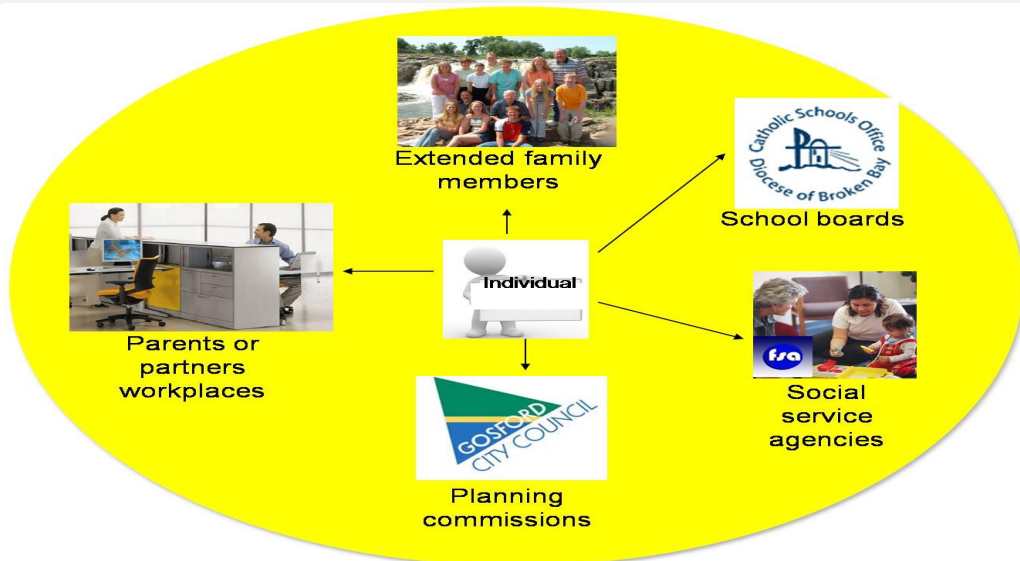 Extended family
members
Catholic Schools Office
Diocese of Broken Bay
School boards
Individual
Parents or
partners
workplaces
fsa
Social
service
agencies
GOSFORD
CITY COUNCIL
Planning
commissions